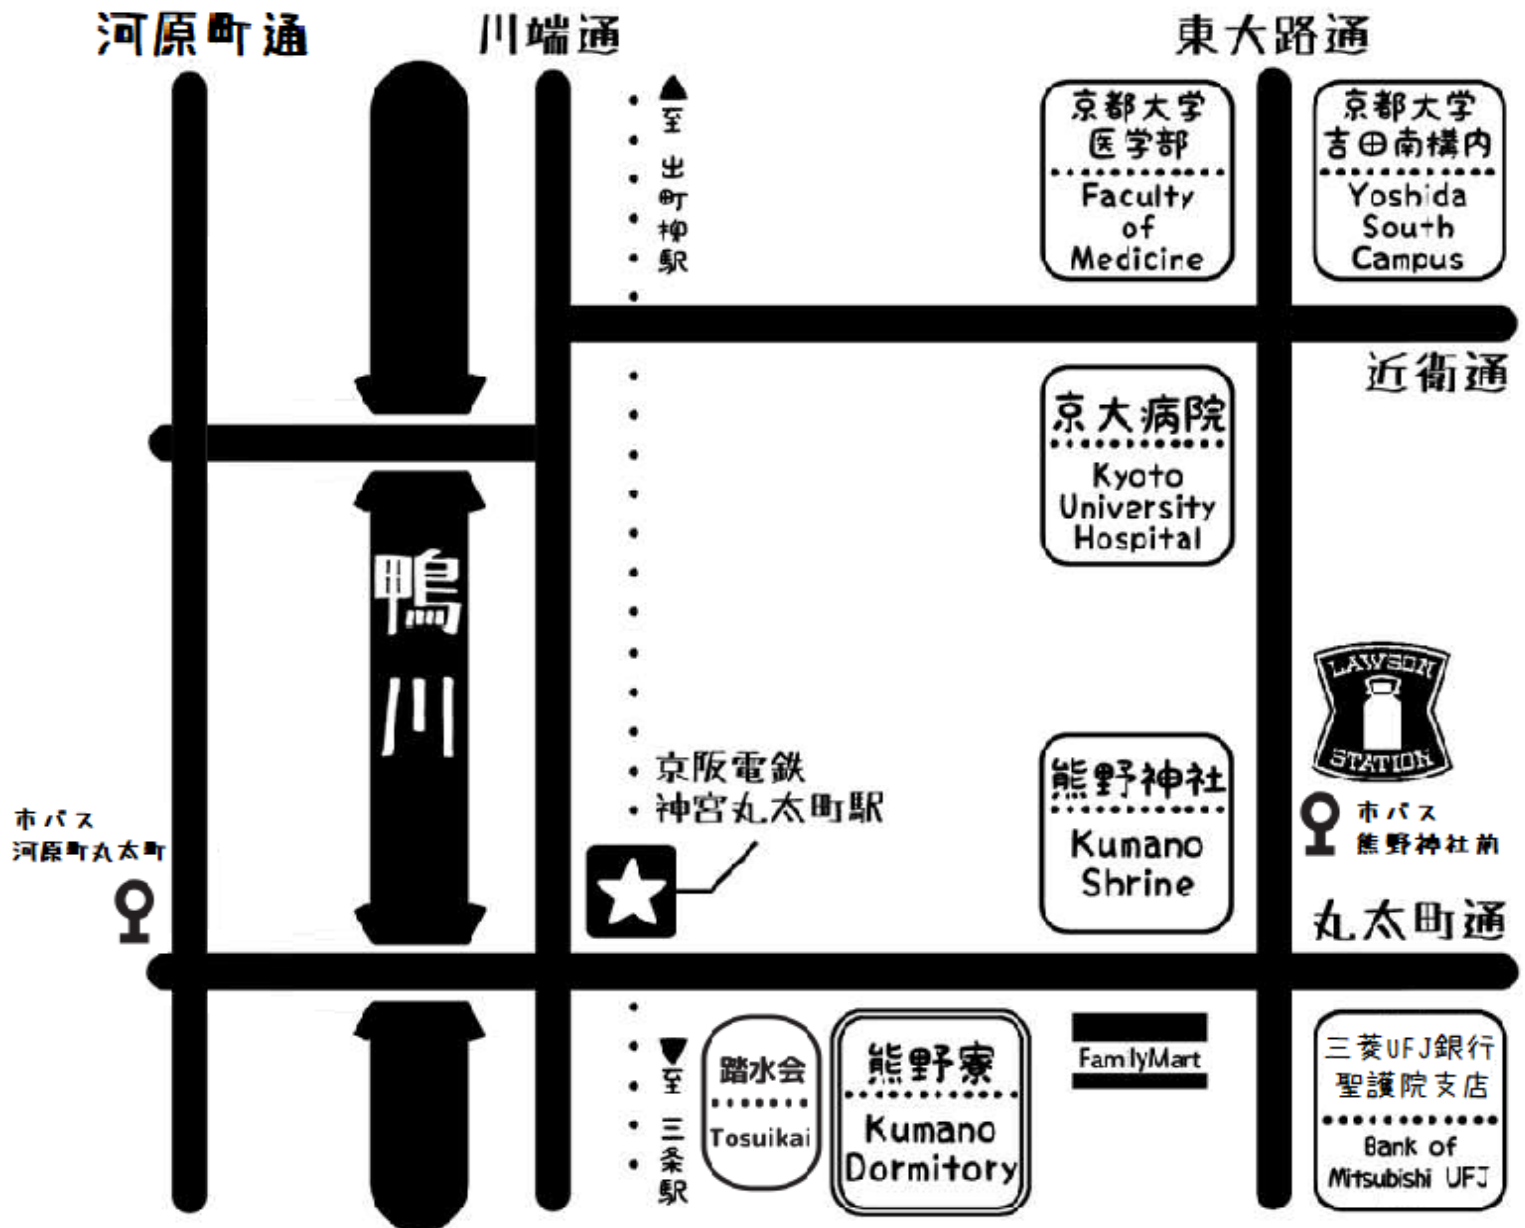 河原町通
川端通
東大路通
至 出町柳駅
京都大学
医学部
Faculty
of
Medicine
京都大学
吉田南構内
Yoshida
South
Campus
近衛通
京大病院
Kyoto
University
Hospital
鴨川
LAWSON
STATION
京阪電鉄
神宮丸太町駅
熊野神社
Kumano
Shrine
市バス
河原町丸太町
市バス
熊野神社前
丸太町通
至 三条駅
踏水会
Tosuikai
熊野寮
Kumano
Dormitory
FamilyMart
三菱UFJ銀行
聖護院支店
Bank of
Mitsubishi UFJ